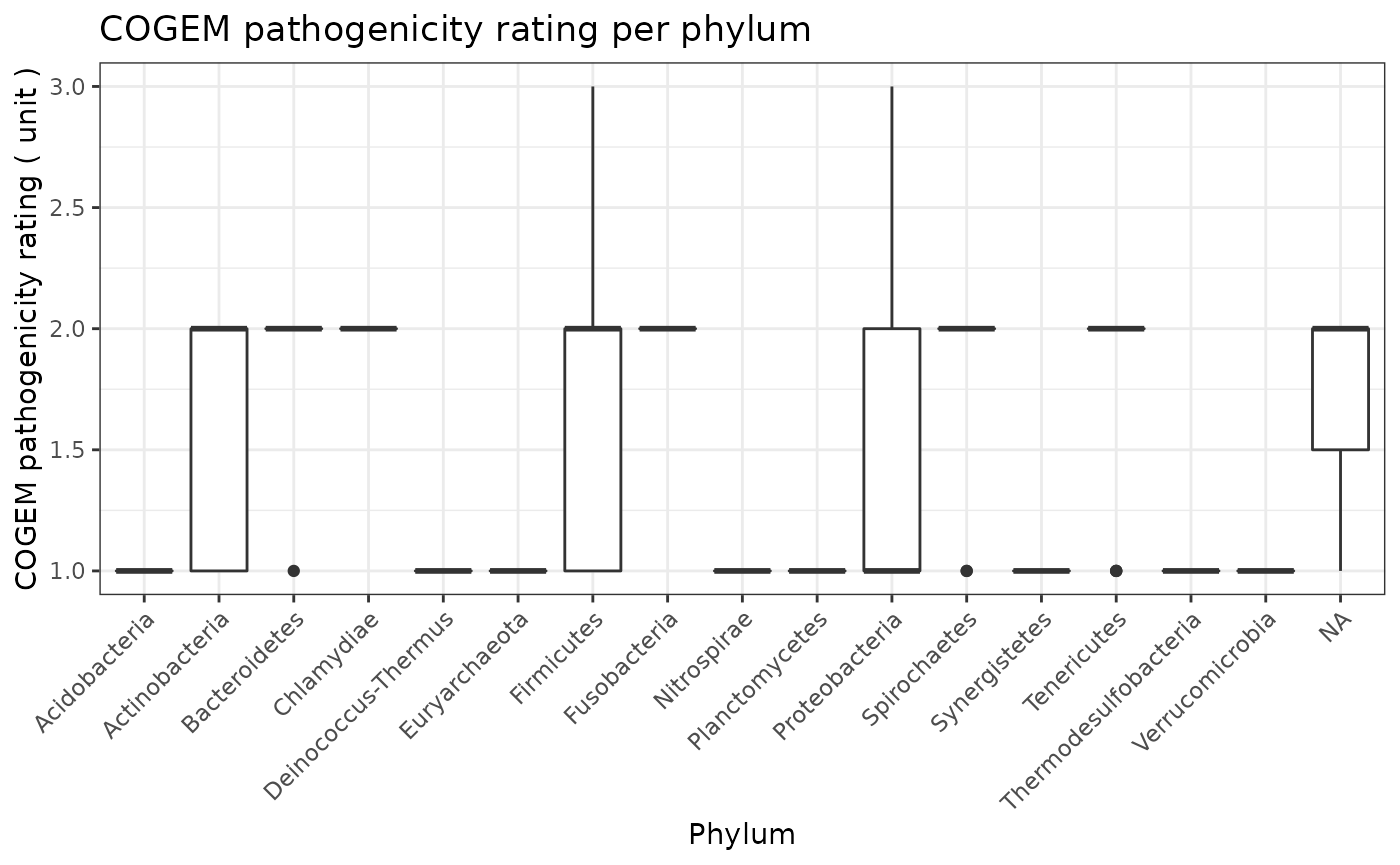 COGEM pathogenicity rating per phylum
COGEM pathogenicity rating ( unit )
3.0
2.5
2.0
1.5
1.0
Acidobacteria
Actinobacteria
Bacteroidetes
Chlamydiae
Deinococcus-Thermus
Euryarchaeota
Firmicutes
Fusobacteria
Nitrospirae
Planctomycetes
Proteobacteria
Spirochaetes
Synergistetes
Tenericutes
Thermodesulfobacteria
Verrucomicrobia
NA
Phylum